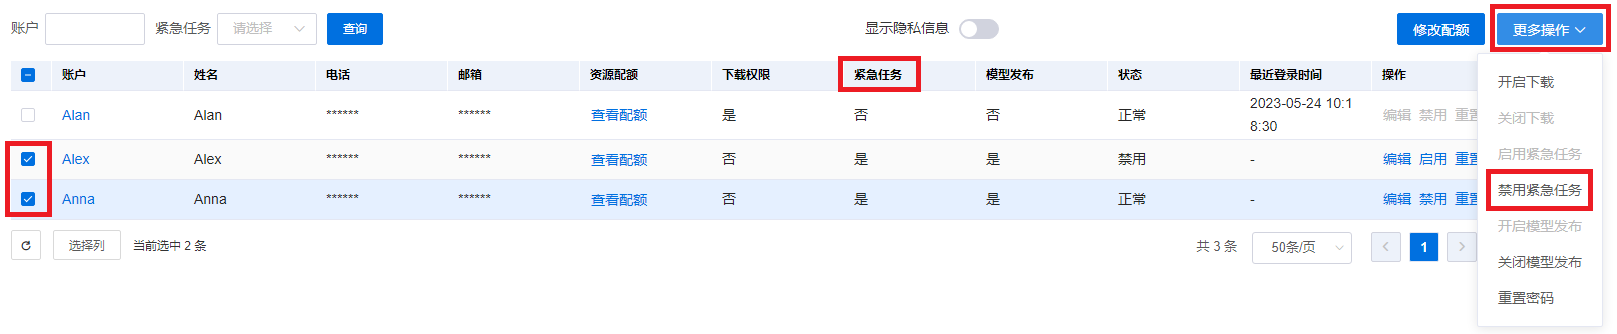 账户 紧急任务 请选择 查询 显示隐私信息 修改配额 更多操作
账户 姓名 电话 邮箱 资源配额 下载权限 紧急任务 模型发布 状态 最近登录时间 操作
Alan Alan ****** ****** 查看配额 是 否 否 正常 2023-05-24 10:1
8:30 编辑 禁用 重置
Alex Alex ****** ****** 查看配额 否 是 是 禁用 - 编辑 启用 重置
Anna Anna ****** ****** 查看配额 否 是 是 正常 - 编辑 禁用 重置
选择列 当前选中 2 条 共 3 条 50条/页 1
开启下载
关闭下载
启用紧急任务
禁用紧急任务
开启模型发布
关闭模型发布
重置密码